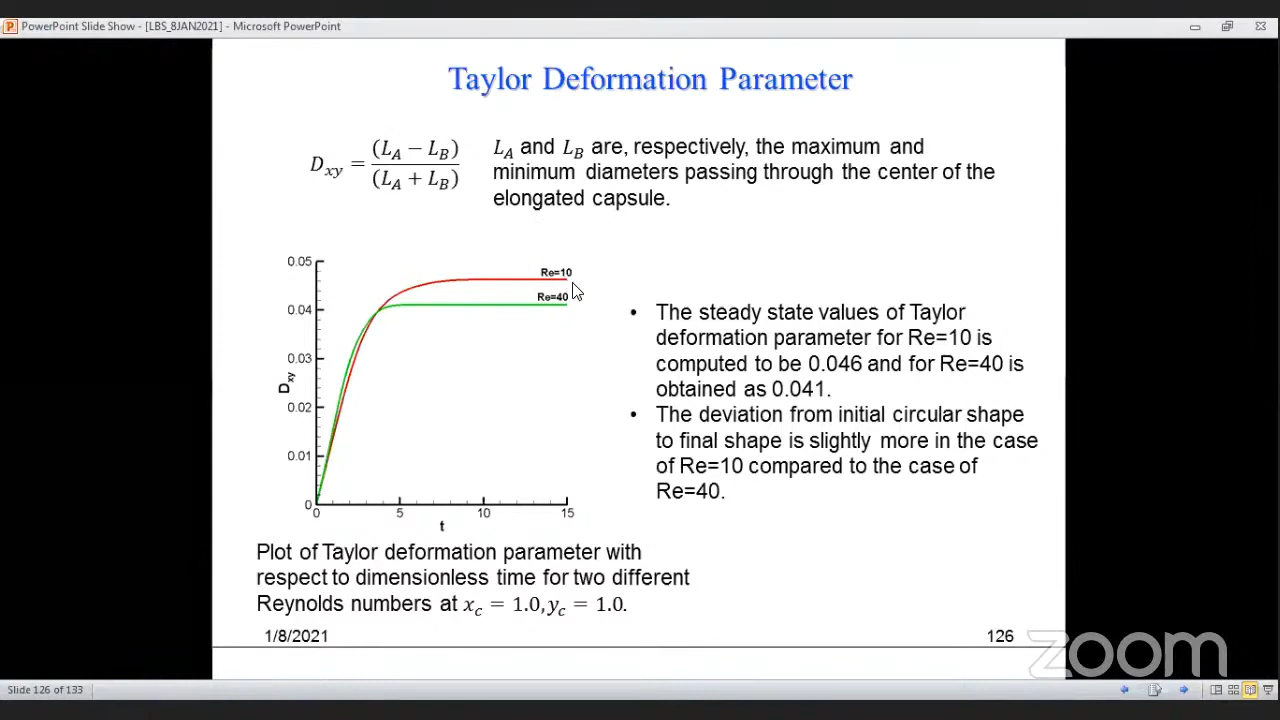 PowerPoint Slide Show - [LBS_8JAN2021] - Microsoft PowerPoint
Taylor Deformation Parameter
D_xy = (L_A − L_B) / (L_A + L_B)
L_A and L_B are, respectively, the maximum and
minimum diameters passing through the center of the
elongated capsule.
0.05
0.04
0.03
0.02
0.01
0
D_xy
Re=10
Re=40
0 5 10 15
t
• The steady state values of Taylor
deformation parameter for Re=10 is
computed to be 0.046 and for Re=40 is
obtained as 0.041.
• The deviation from initial circular shape
to final shape is slightly more in the case
of Re=10 compared to the case of
Re=40.
Plot of Taylor deformation parameter with
respect to dimensionless time for two different
Reynolds numbers at x_c = 1.0, y_c = 1.0.
1/8/2021
126
zoom
Slide 126 of 133